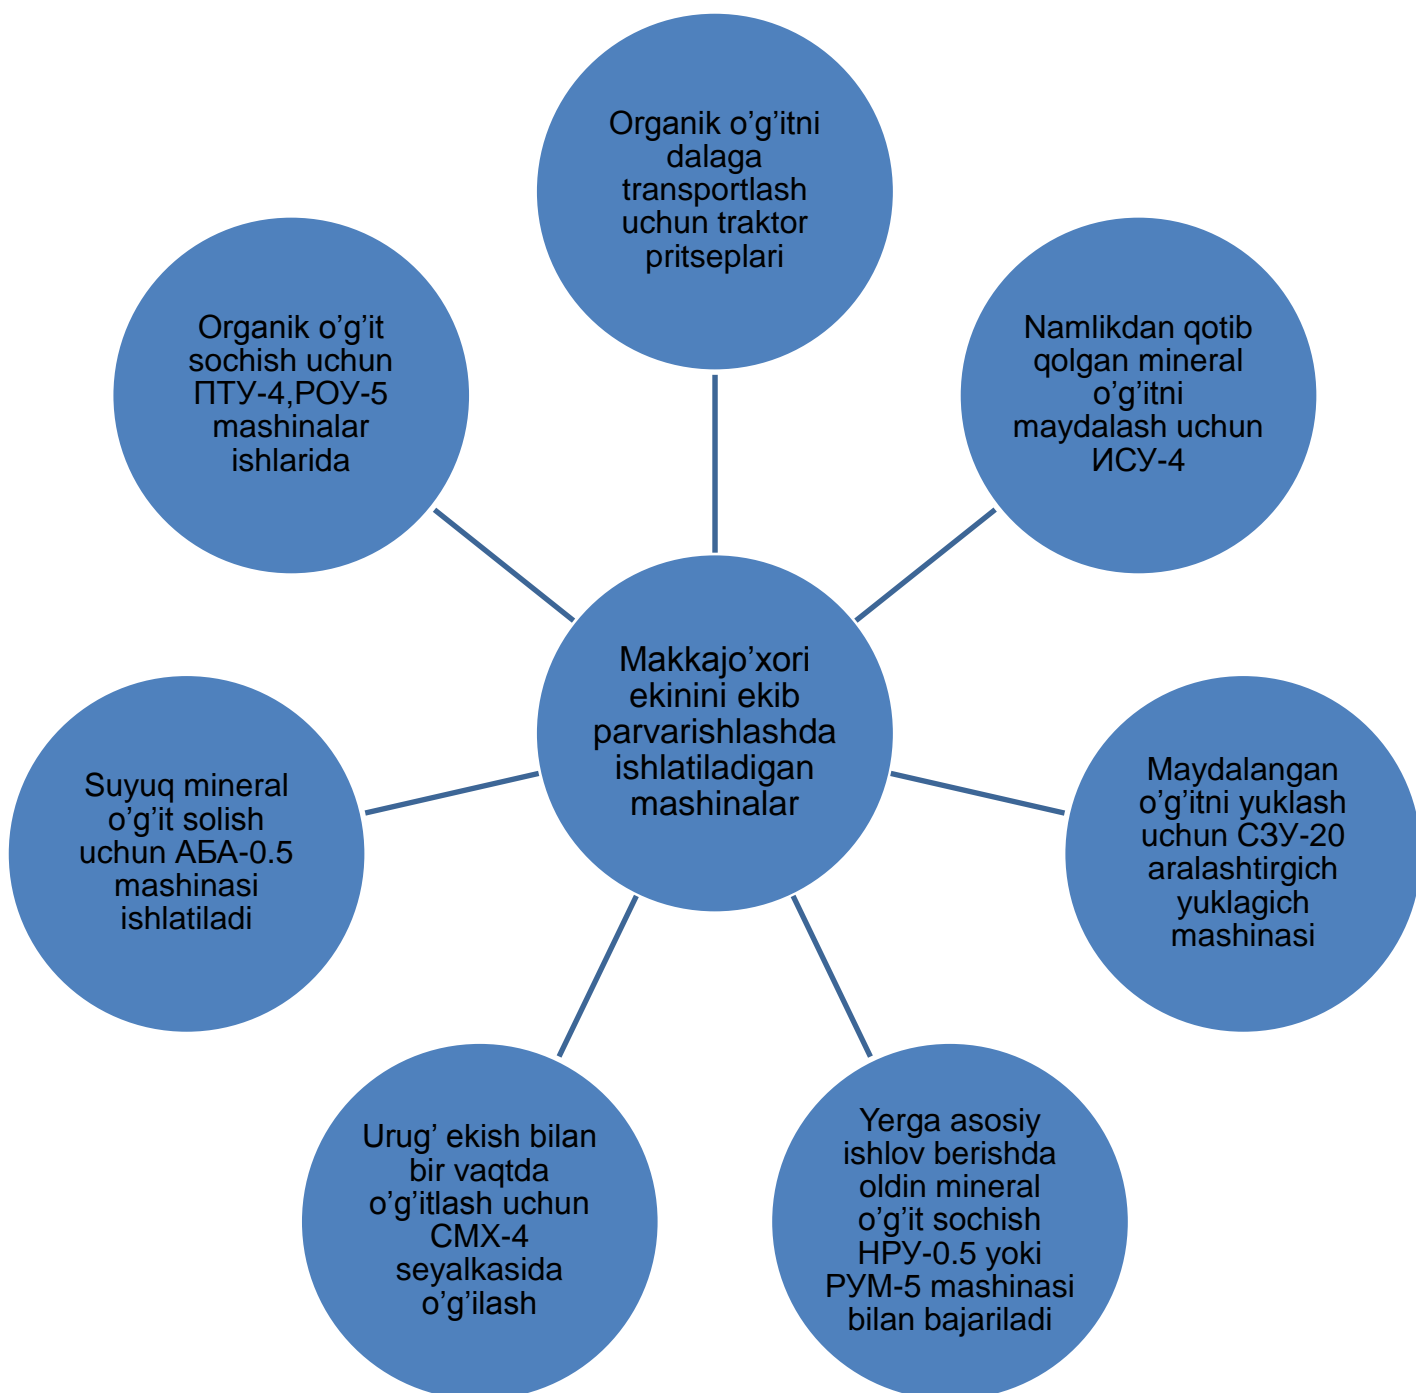 Organik o’g’itni
dalaga
transportlash
uchun traktor
pritseplari
Namlikdan qotib
qolgan mineral
o’g’itni
maydalash uchun
ИСУ-4
Maydalangan
o’g’itni yuklash
uchun СЗУ-20
aralashtirgich
yuklagich
mashinasi
Yerga asosiy
ishlov berishda
oldin mineral
o’g’it sochish
НРУ-0.5 yoki
РУМ-5 mashinasi
bilan bajariladi
Urug’ ekish bilan
bir vaqtda
o’g’itlash uchun
СМХ-4
seyalkasida
o’g’ilash
Suyuq mineral
o’g’it solish
uchun АБА-0.5
mashinasi
ishlatiladi
Organik o’g’it
sochish uchun
ПТУ-4,РОУ-5
mashinalar
ishlarida
Makkajo’xori
ekinini ekib
parvarishlashda
ishlatiladigan
mashinalar